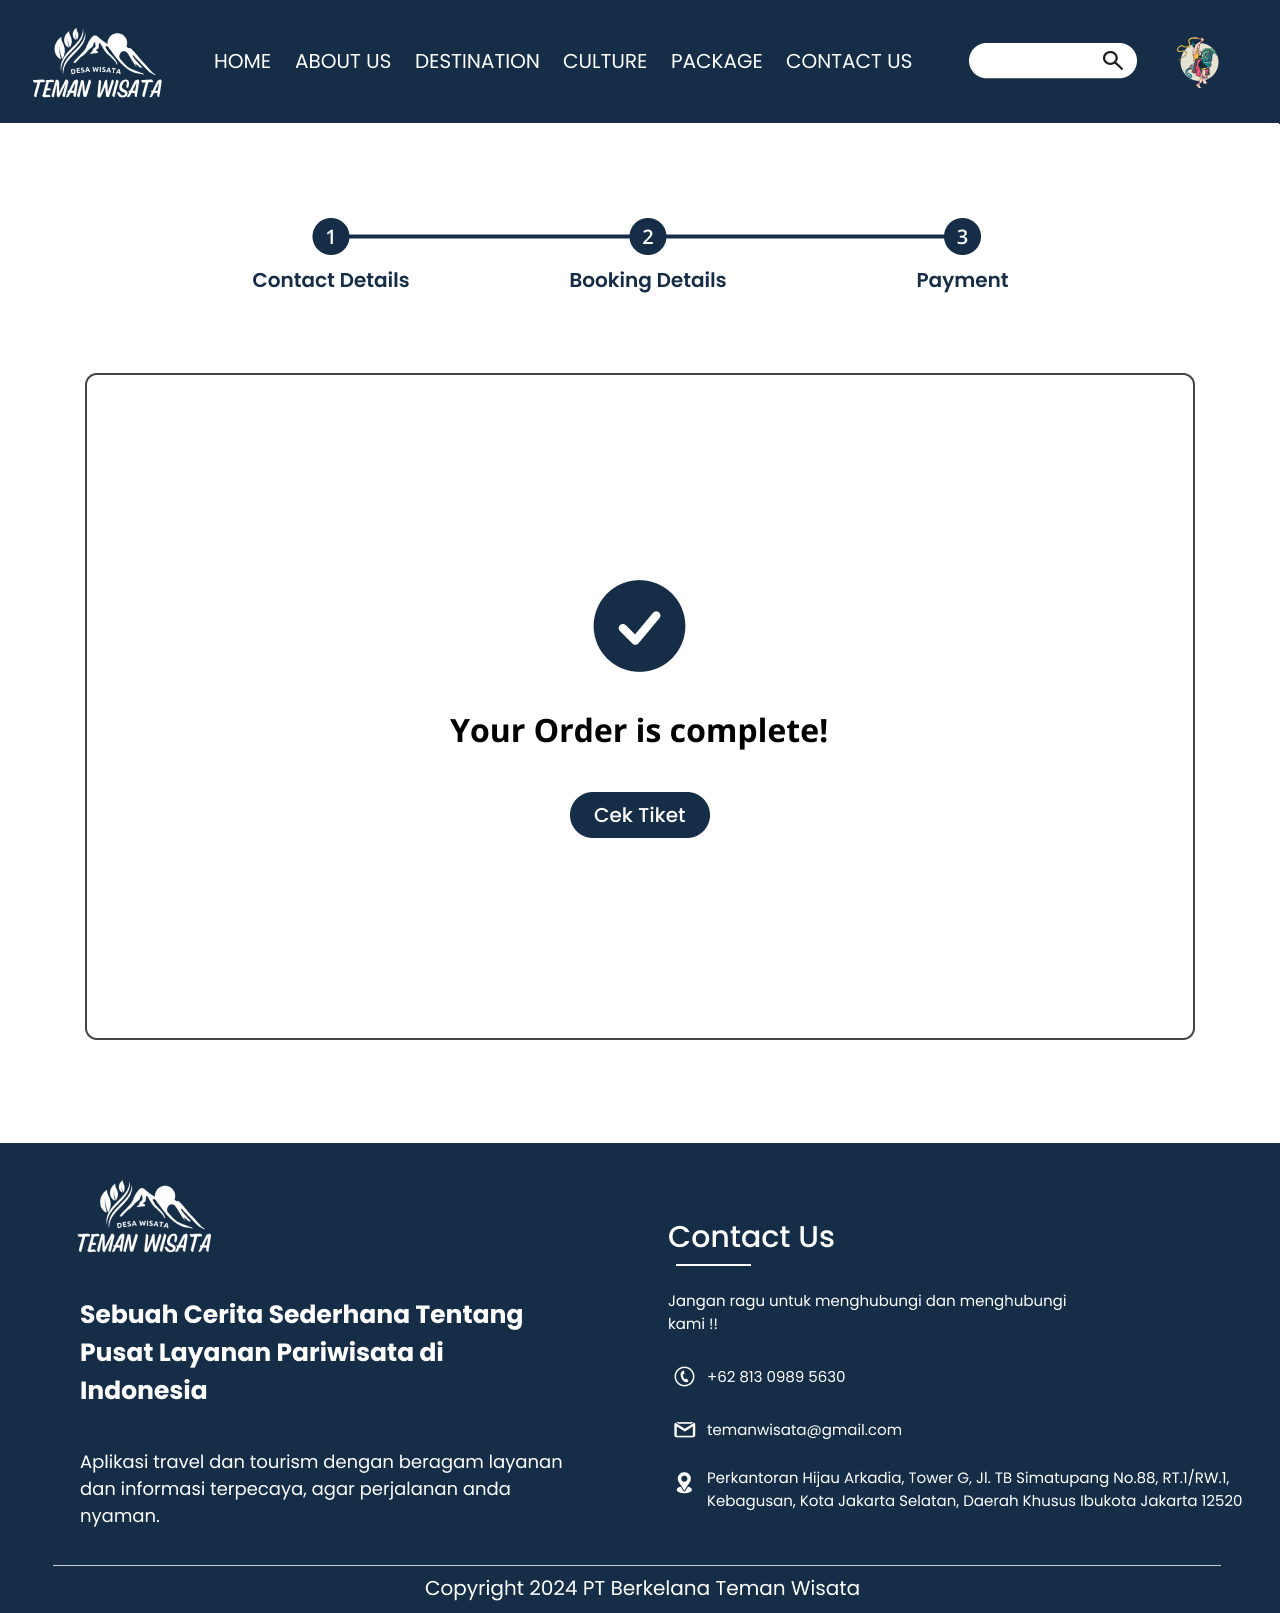 DESA WISATA
TEMAN WISATA
HOME ABOUT US DESTINATION CULTURE PACKAGE CONTACT US
1 2 3
Contact Details Booking Details Payment
Your Order is complete!
Cek Tiket
DESA WISATA
TEMAN WISATA
Sebuah Cerita Sederhana Tentang
Pusat Layanan Pariwisata di
Indonesia
Aplikasi travel dan tourism dengan beragam layanan
dan informasi terpecaya, agar perjalanan anda
nyaman.
Contact Us
Jangan ragu untuk menghubungi dan menghubungi
kami !!
+62 813 0989 5630
temanwisata@gmail.com
Perkantoran Hijau Arkadia, Tower G, Jl. TB Simatupang No.88, RT.1/RW.1,
Kebagusan, Kota Jakarta Selatan, Daerah Khusus Ibukota Jakarta 12520
Copyright 2024 PT Berkelana Teman Wisata